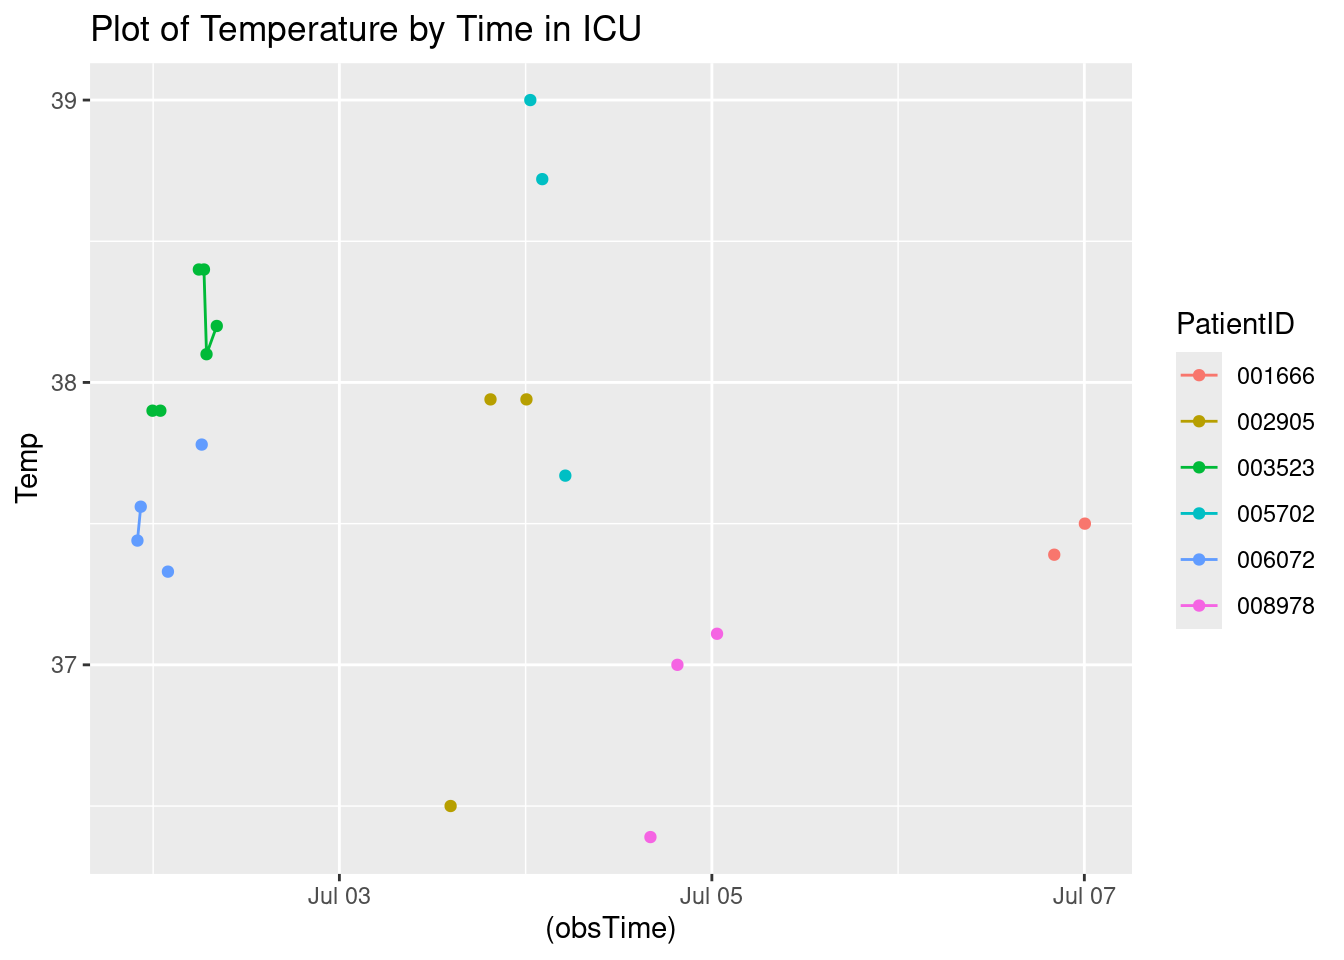 Plot of Temperature by Time in ICU
39
38
37
Temp
Jul 03
Jul 05
Jul 07
(obsTime)
PatientID
001666
002905
003523
005702
006072
008978